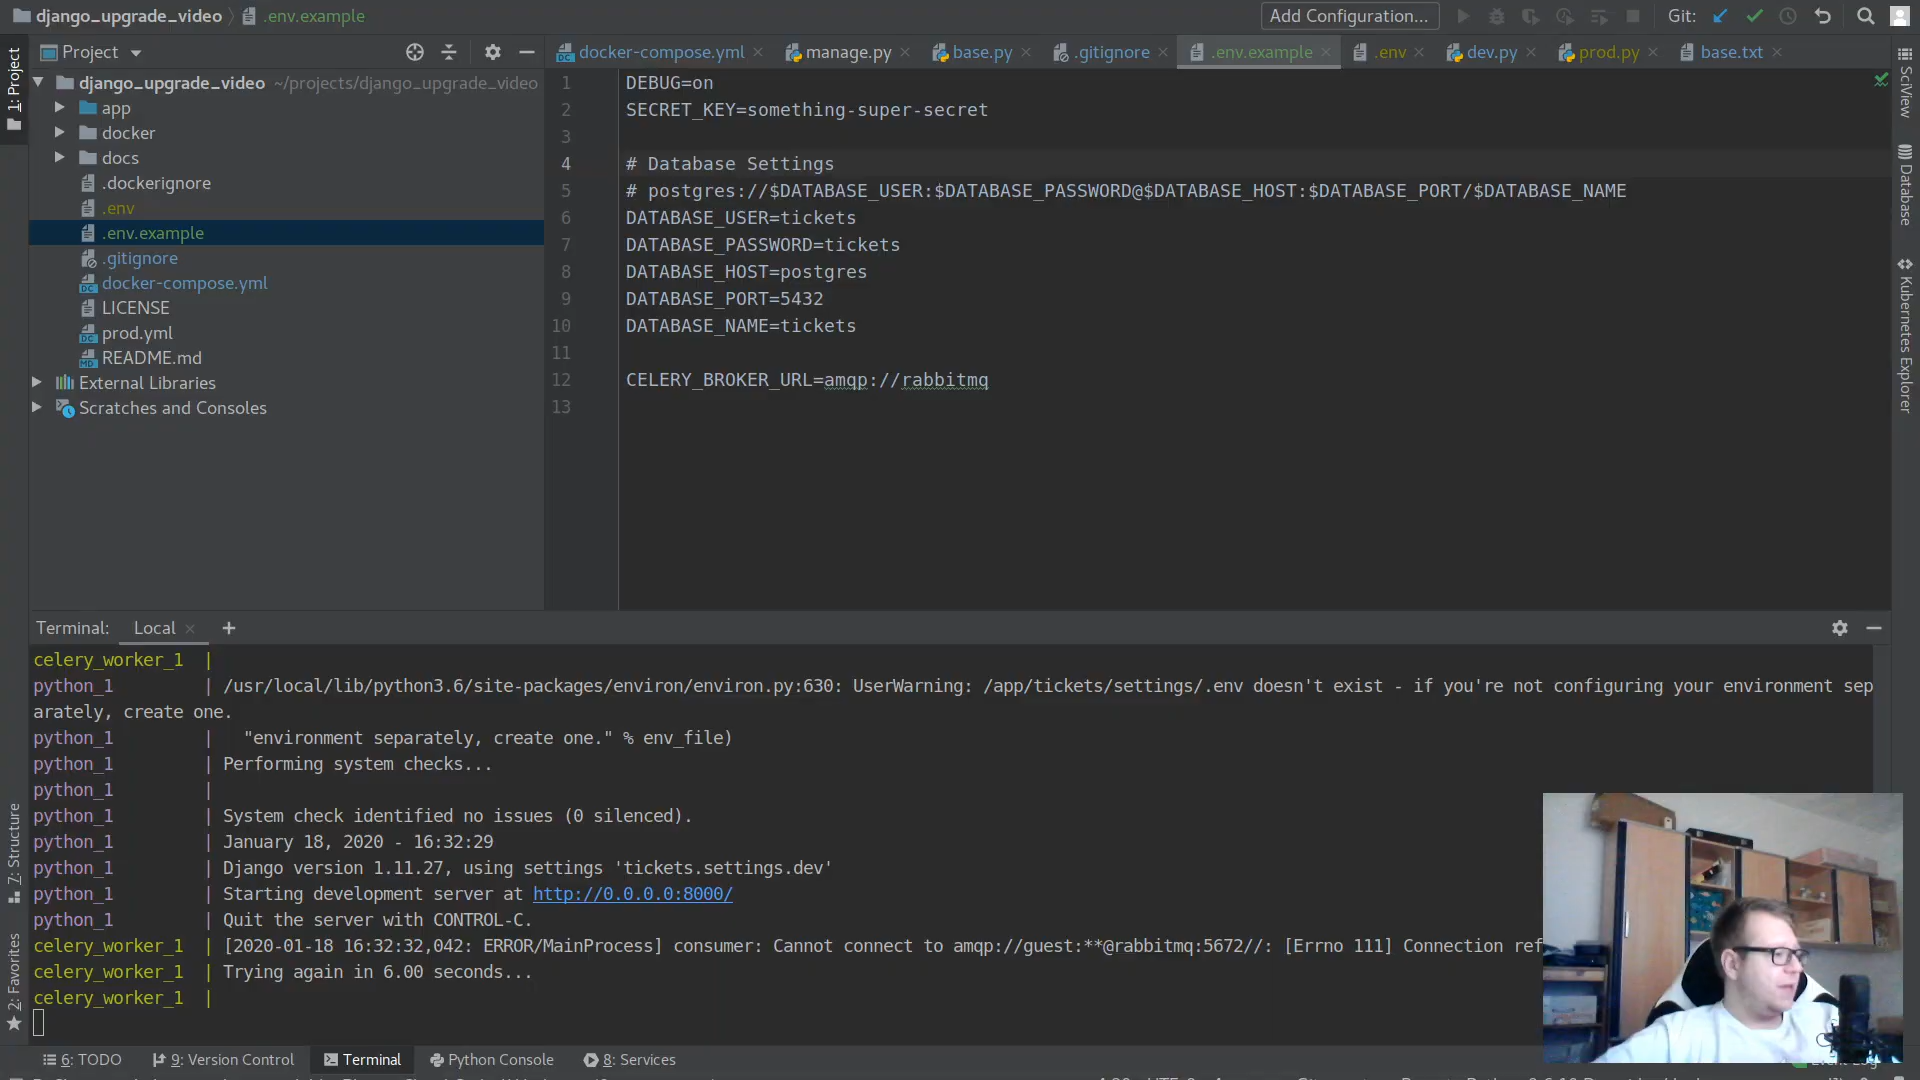 django_upgrade_video .env.example
Add Configuration...
Git:
1: Project
Project
docker-compose.yml manage.py base.py .gitignore .env.example .env dev.py prod.py base.txt
django_upgrade_video ~/projects/django_upgrade_video
app
docker
docs
.dockerignore
.env
.env.example
.gitignore
docker-compose.yml
LICENSE
prod.yml
README.md
External Libraries
Scratches and Consoles
1 DEBUG=on
2 SECRET_KEY=something-super-secret
3
4 # Database Settings
5 # postgres://$DATABASE_USER:$DATABASE_PASSWORD@$DATABASE_HOST:$DATABASE_PORT/$DATABASE_NAME
6 DATABASE_USER=tickets
7 DATABASE_PASSWORD=tickets
8 DATABASE_HOST=postgres
9 DATABASE_PORT=5432
10 DATABASE_NAME=tickets
11
12 CELERY_BROKER_URL=amqp://rabbitmq
13
SciView
Database
Kubernetes Explorer
Terminal: Local +
celery_worker_1 |
python_1 | /usr/local/lib/python3.6/site-packages/environ/environ.py:630: UserWarning: /app/tickets/settings/.env doesn't exist - if you're not configuring your environment sep
arately, create one.
python_1 | "environment separately, create one." % env_file)
python_1 | Performing system checks...
python_1 |
python_1 | System check identified no issues (0 silenced).
python_1 | January 18, 2020 - 16:32:29
python_1 | Django version 1.11.27, using settings 'tickets.settings.dev'
python_1 | Starting development server at http://0.0.0.0:8000/
python_1 | Quit the server with CONTROL-C.
celery_worker_1 | [2020-01-18 16:32:32,042: ERROR/MainProcess] consumer: Cannot connect to amqp://guest:**@rabbitmq:5672//: [Errno 111] Connection ref
celery_worker_1 | Trying again in 6.00 seconds...
celery_worker_1 |
7: Structure
2: Favorites
6: TODO 9: Version Control Terminal Python Console 8: Services